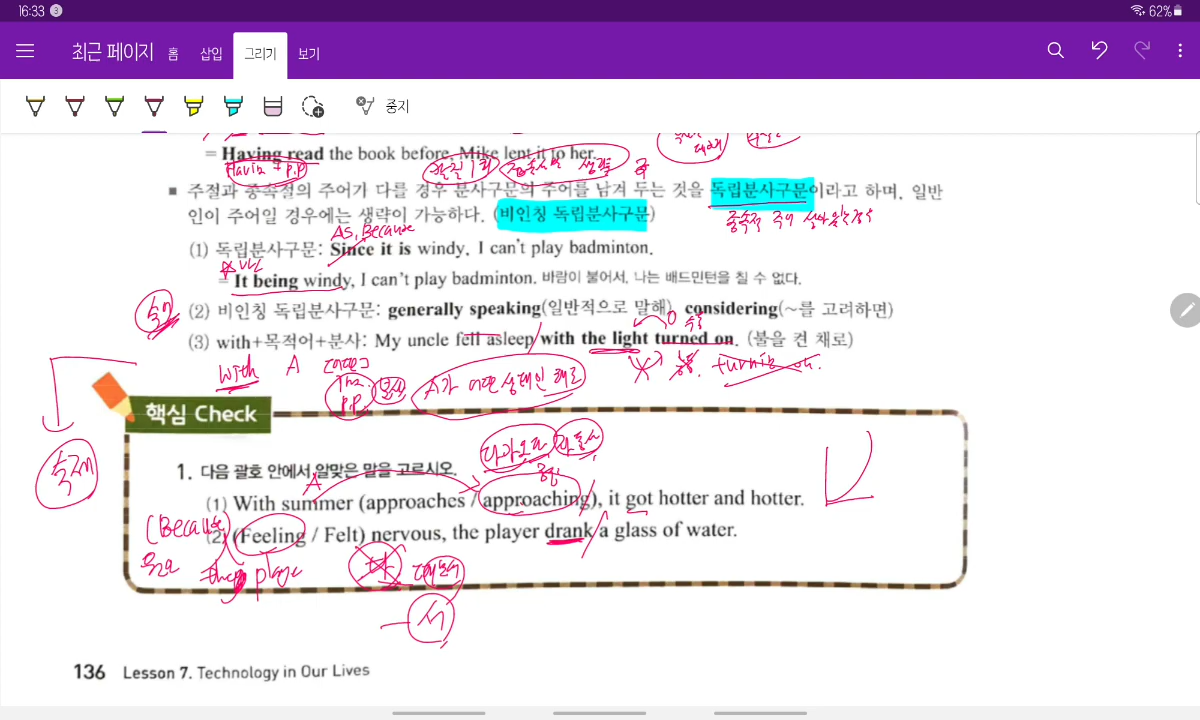 16:33 3 62%
최근 페이지 홈 삽입 그리기 보기
중지
= Having read the book before, Mike lent it to her.
Having + p.p
■ 주절과 종속절의 주어가 다를 경우 분사구문의 주어를 남겨 두는 것을 독립분사구문이라고 하며, 일반
인이 주어일 경우에는 생략이 가능하다. (비인칭 독립분사구문)
As, Because
(1) 독립분사구문: Since it is windy, I can't play badminton.
= It being windy, I can't play badminton. 바람이 불어서, 나는 배드민턴을 칠 수 없다.
(2) 비인칭 독립분사구문: generally speaking(일반적으로 말해), considering(~를 고려하면)
(3) with+목적어+분사: My uncle fell asleep with the light turned on. (불을 켠 채로)
with A p.p. A가 어떤 상태인 채로 turning on.
핵심 Check
숙제
1. 다음 괄호 안에서 알맞은 말을 고르시오.
A
(1) With summer (approaches / approaching), it got hotter and hotter.
(Because
(2) (Feeling / Felt) nervous, the player drank a glass of water.
the playe
서
136 Lesson 7. Technology in Our Lives